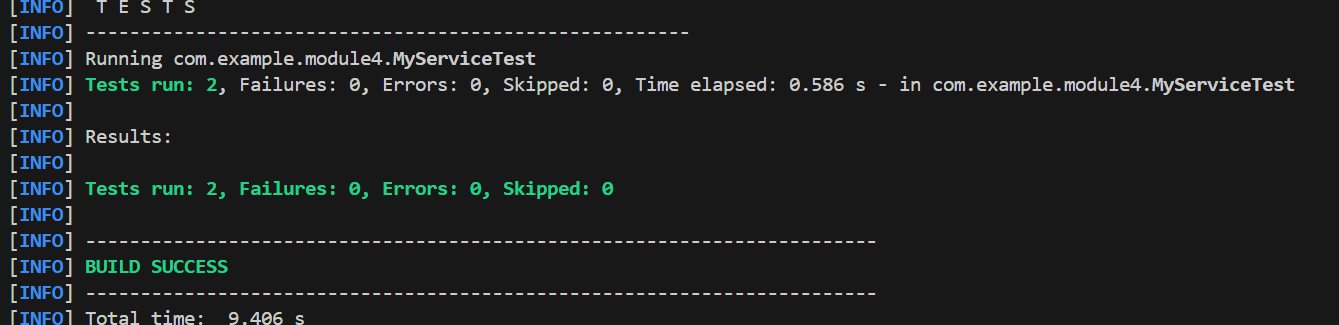 [INFO]  T E S T S
[INFO] -------------------------------------------------------
[INFO] Running com.example.module4.MyServiceTest
[INFO] Tests run: 2, Failures: 0, Errors: 0, Skipped: 0, Time elapsed: 0.586 s - in com.example.module4.MyServiceTest
[INFO]
[INFO] Results:
[INFO]
[INFO] Tests run: 2, Failures: 0, Errors: 0, Skipped: 0
[INFO]
[INFO] ------------------------------------------------------------------------
[INFO] BUILD SUCCESS
[INFO] ------------------------------------------------------------------------
[INFO] Total time:  9.406 s